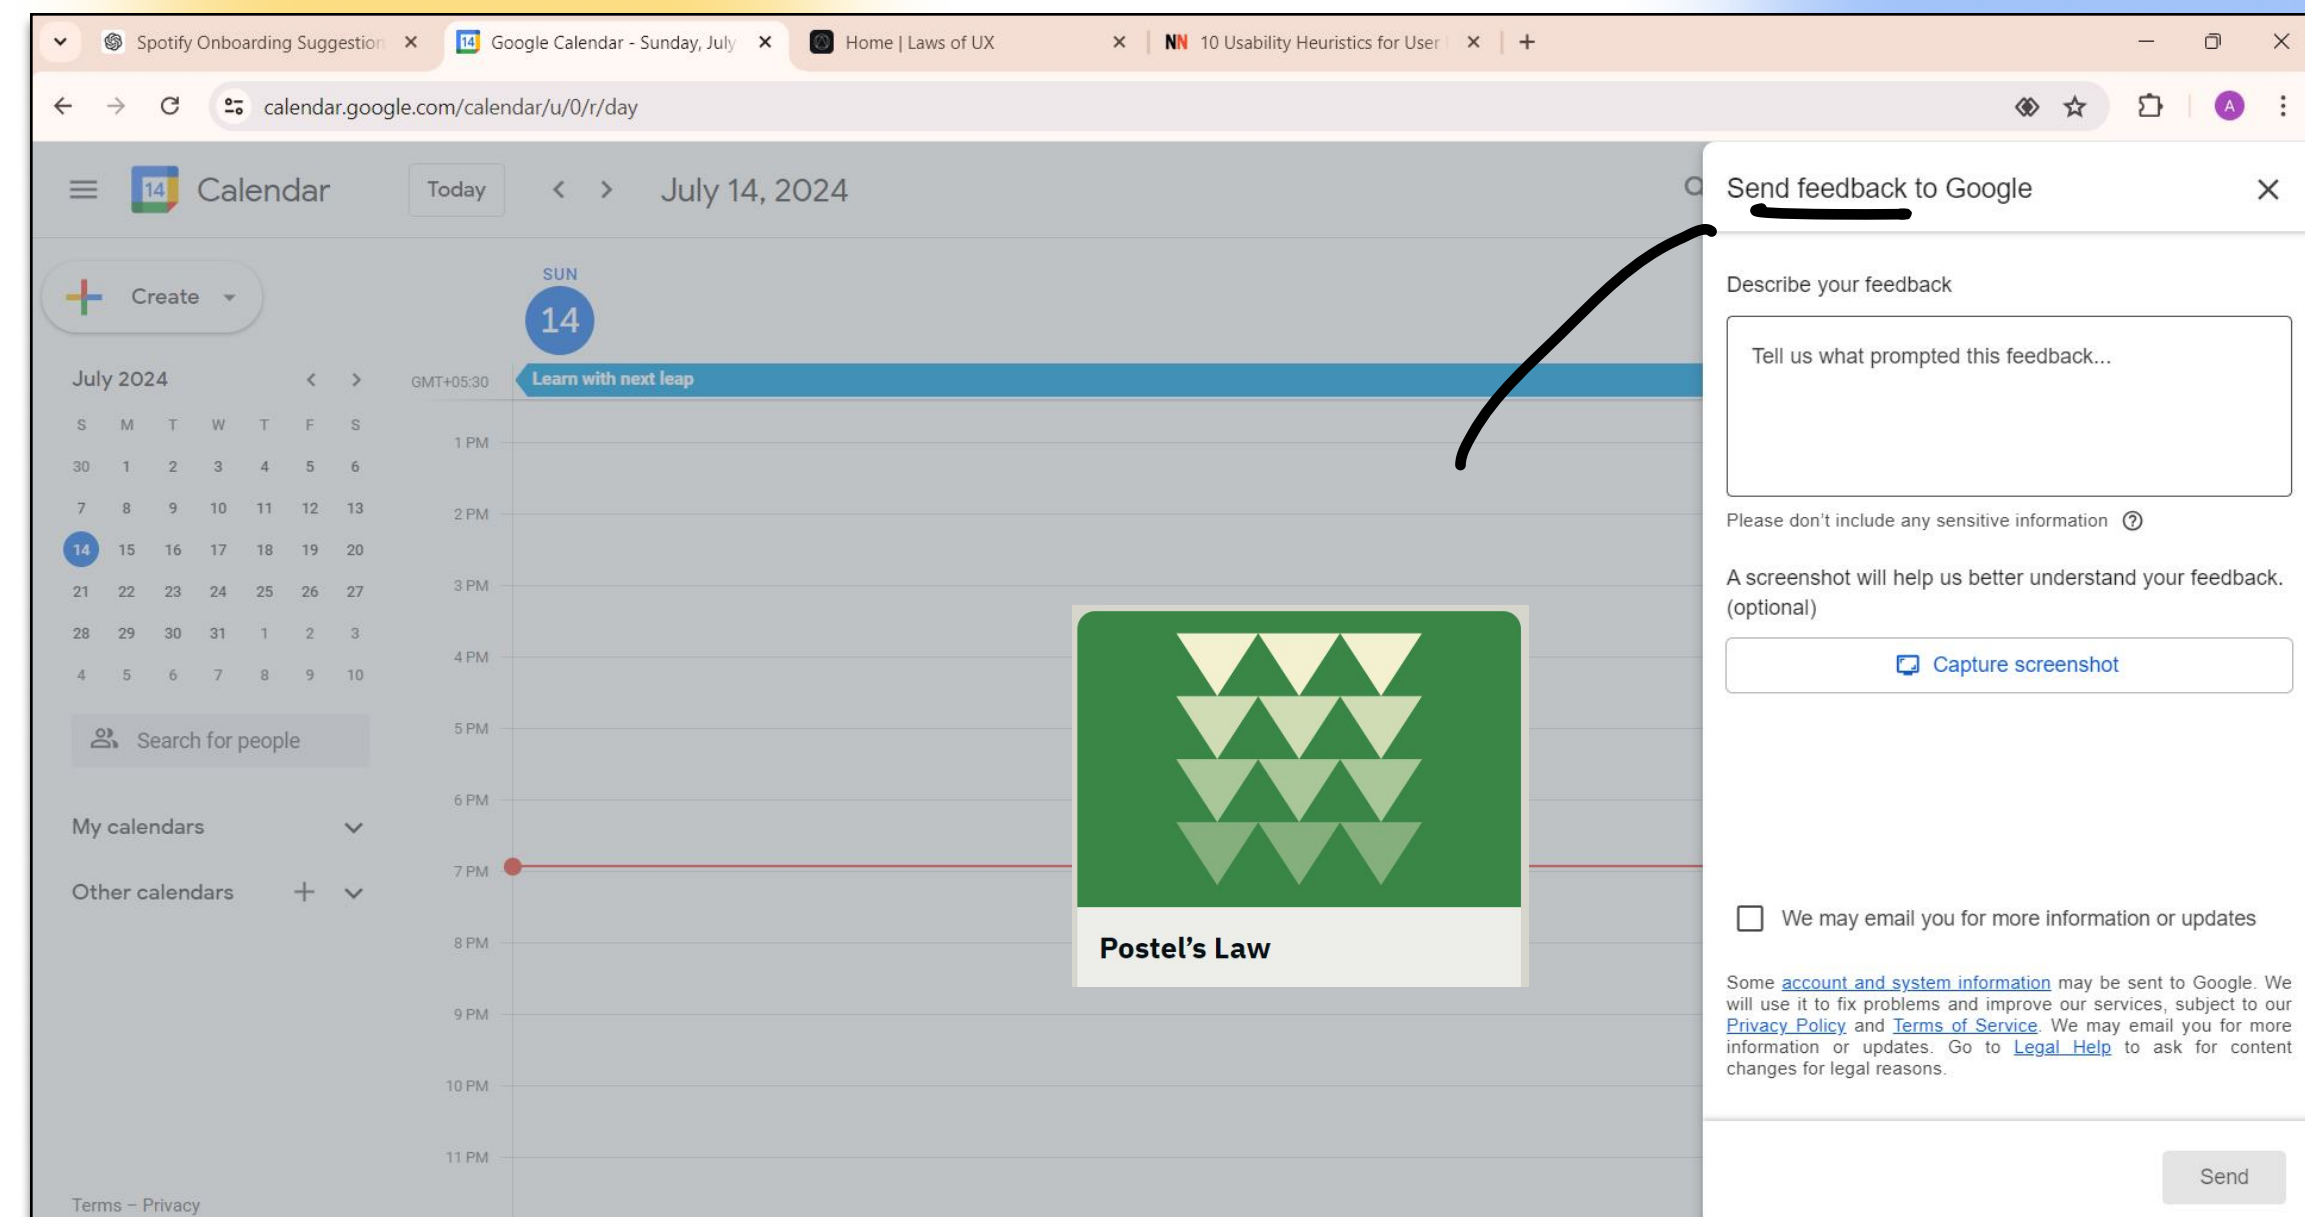 Spotify Onboarding Suggestion
Google Calendar - Sunday, July
Home | Laws of UX
NN 10 Usability Heuristics for User
calendar.google.com/calendar/u/0/r/day
A
14 Calendar
Today
July 14, 2024
Create
SUN
14
July 2024
S M T W T F S
30 1 2 3 4 5 6
7 8 9 10 11 12 13
14 15 16 17 18 19 20
21 22 23 24 25 26 27
28 29 30 31 1 2 3
4 5 6 7 8 9 10
Search for people
My calendars
Other calendars
Terms – Privacy
GMT+05:30
Learn with next leap
1 PM
2 PM
3 PM
4 PM
5 PM
6 PM
7 PM
8 PM
9 PM
10 PM
11 PM
Postel's Law
Send feedback to Google
Describe your feedback
Tell us what prompted this feedback...
Please don't include any sensitive information
A screenshot will help us better understand your feedback.
(optional)
Capture screenshot
We may email you for more information or updates
Some account and system information may be sent to Google. We
will use it to fix problems and improve our services, subject to our
Privacy Policy and Terms of Service. We may email you for more
information or updates. Go to Legal Help to ask for content
changes for legal reasons.
Send